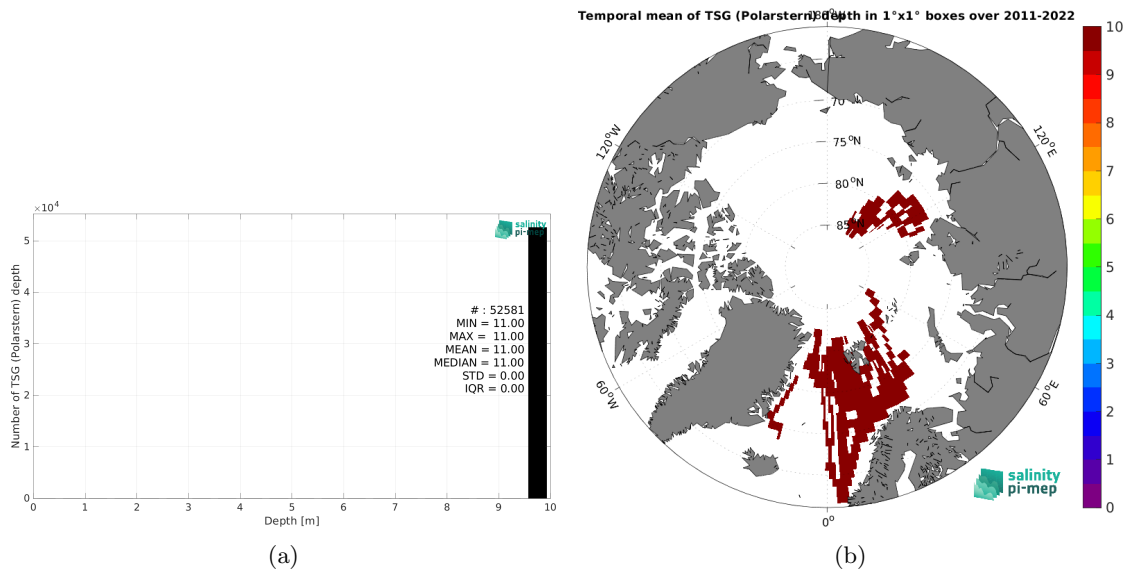 ×10⁴
5
4
3
2
1
0
Number of TSG (Polarstern) depth
salinity
pi-mep
# : 52581
MIN = 11.00
MAX = 11.00
MEAN = 11.00
MEDIAN = 11.00
STD = 0.00
IQR = 0.00
0 1 2 3 4 5 6 7 8 9 10
Depth [m]
(a)
Temporal mean of TSG (Polarstern) depth in 1°x1° boxes over 2011-2022
180°W
120°W
120°E
70°N
75°N
80°N
85°N
60°W
60°E
0°
10
9
8
7
6
5
4
3
2
1
0
salinity
pi-mep
(b)